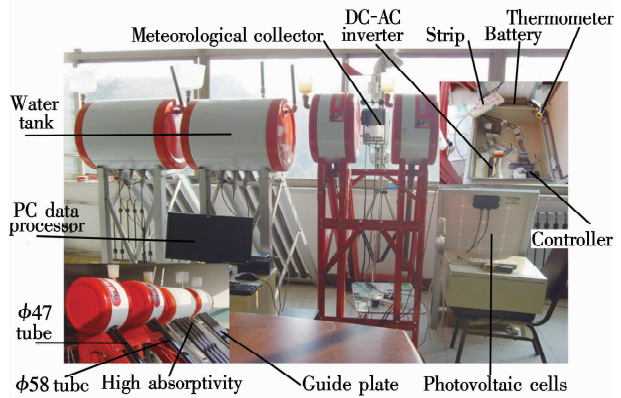 DC-AC
inverter
Thermometer
Meteorological collector
Strip
Battery
Water
tank
PC data
processor
Controller
ϕ47
tube
ϕ58 tube
High absorptivity
Guide plate
Photovoltaic cells